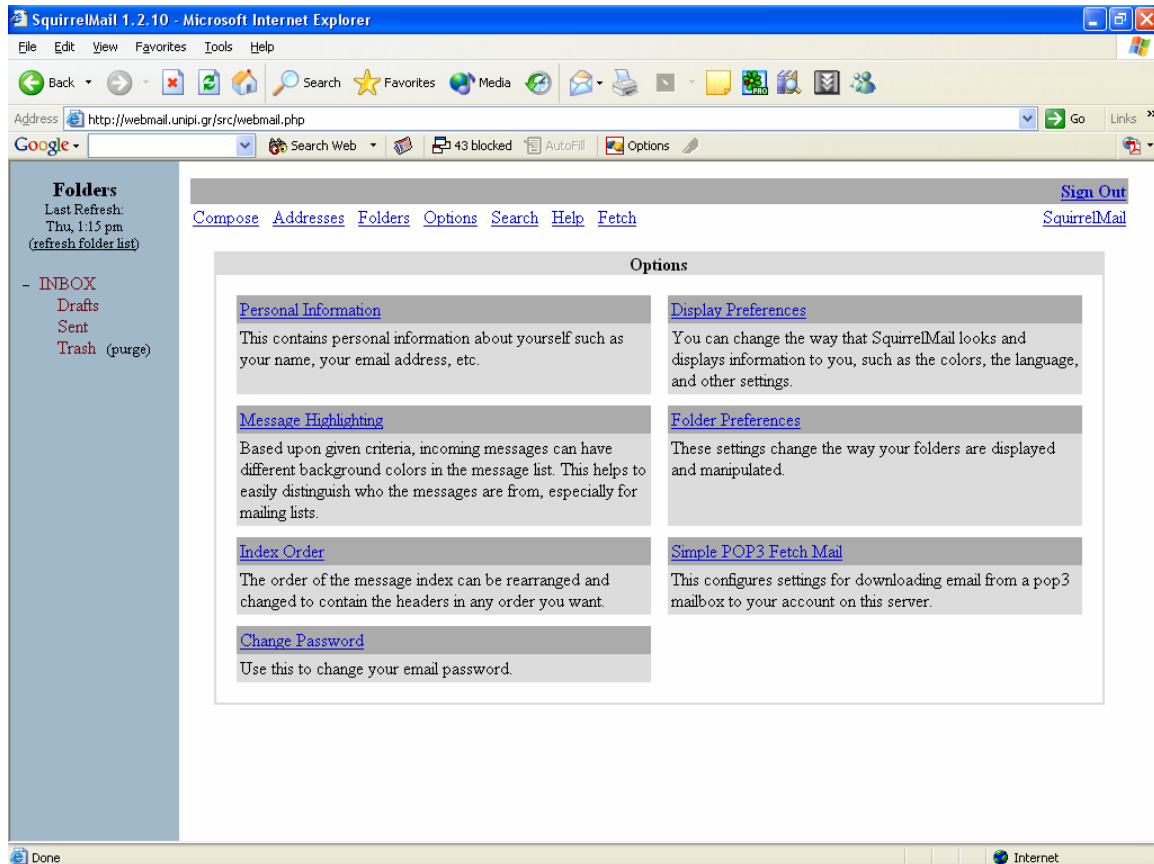 SquirrelMail 1.2.10 - Microsoft Internet Explorer
File Edit View Favorites Tools Help
Back Search Favorites Media
Address http://webmail.unipi.gr/src/webmail.php Go Links »
Google Search Web 43 blocked AutoFill Options
Folders
Last Refresh:
Thu, 1:15 pm
(refresh folder list)
– INBOX
Drafts
Sent
Trash (purge)
Sign Out
Compose Addresses Folders Options Search Help Fetch SquirrelMail
Options
Personal Information
This contains personal information about yourself such as
your name, your email address, etc.
Display Preferences
You can change the way that SquirrelMail looks and
displays information to you, such as the colors, the language,
and other settings.
Message Highlighting
Based upon given criteria, incoming messages can have
different background colors in the message list. This helps to
easily distinguish who the messages are from, especially for
mailing lists.
Folder Preferences
These settings change the way your folders are displayed
and manipulated.
Index Order
The order of the message index can be rearranged and
changed to contain the headers in any order you want.
Simple POP3 Fetch Mail
This configures settings for downloading email from a pop3
mailbox to your account on this server.
Change Password
Use this to change your email password.
Done Internet